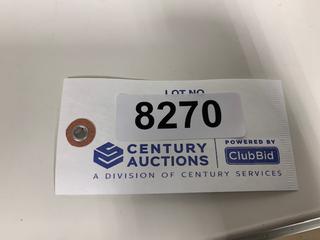 LOT NO.
8270
CENTURY
AUCTIONS
POWERED BY
ClubBid
A DIVISION OF CENTURY SERVICES